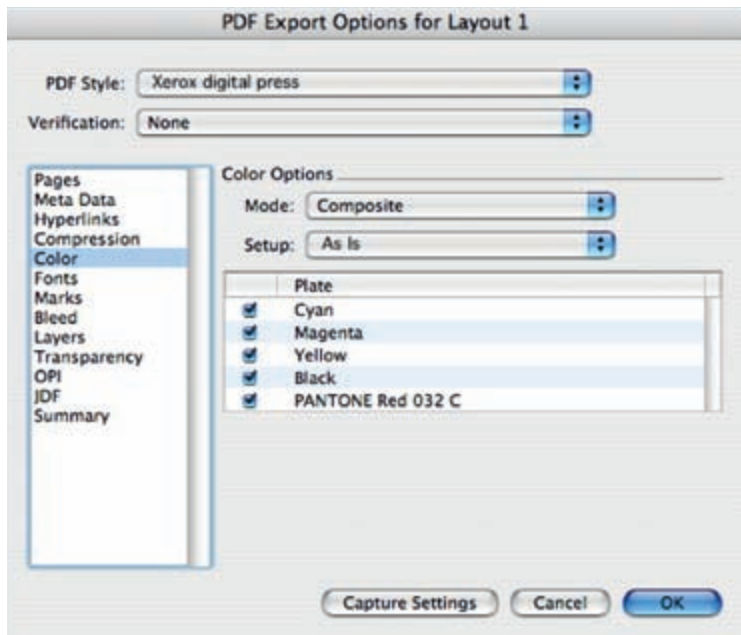 PDF Export Options for Layout 1
PDF Style: Xerox digital press
Verification: None
Pages
Meta Data
Hyperlinks
Compression
Color
Fonts
Marks
Bleed
Layers
Transparency
OPI
JDF
Summary
Color Options
Mode: Composite
Setup: As Is
Plate
Cyan
Magenta
Yellow
Black
PANTONE Red 032 C
Capture Settings Cancel OK